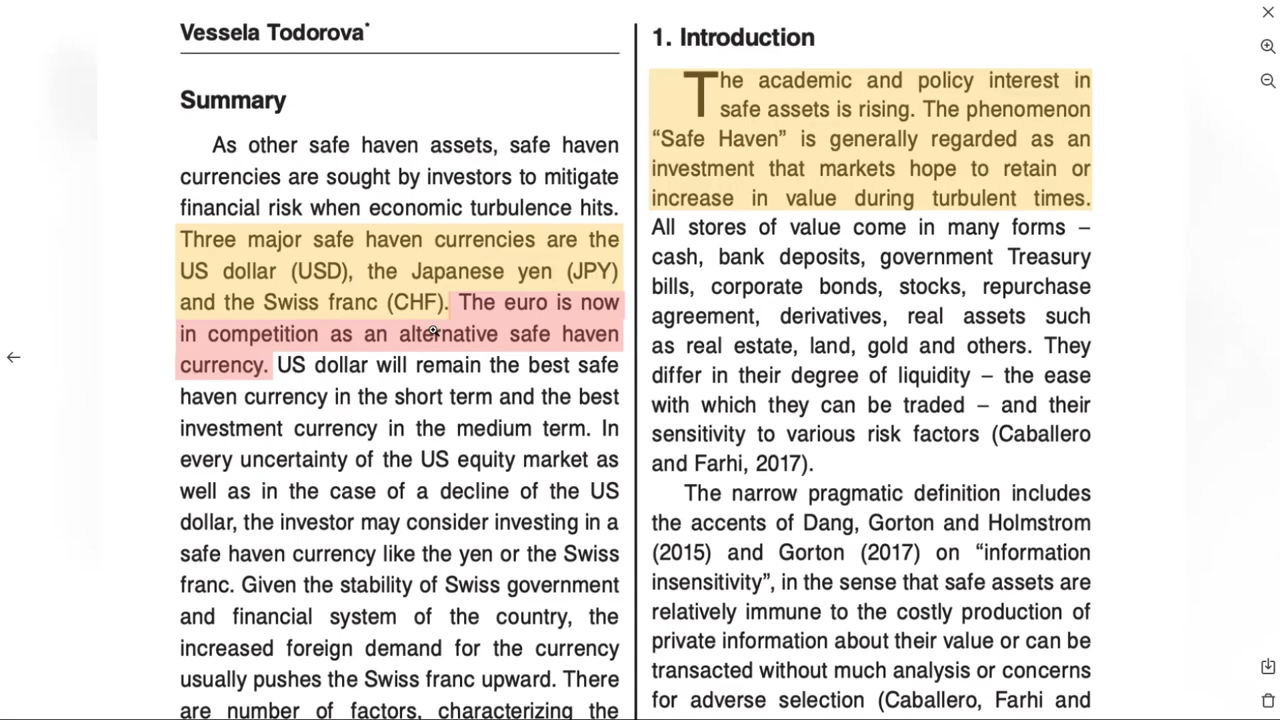 Vessela Todorova*
Summary
As other safe haven assets, safe haven
currencies are sought by investors to mitigate
financial risk when economic turbulence hits.
Three major safe haven currencies are the
US dollar (USD), the Japanese yen (JPY)
and the Swiss franc (CHF). The euro is now
in competition as an alternative safe haven
currency. US dollar will remain the best safe
haven currency in the short term and the best
investment currency in the medium term. In
every uncertainty of the US equity market as
well as in the case of a decline of the US
dollar, the investor may consider investing in a
safe haven currency like the yen or the Swiss
franc. Given the stability of Swiss government
and financial system of the country, the
increased foreign demand for the currency
usually pushes the Swiss franc upward. There
are number of factors, characterizing the
1. Introduction
The academic and policy interest in
safe assets is rising. The phenomenon
“Safe Haven” is generally regarded as an
investment that markets hope to retain or
increase in value during turbulent times.
All stores of value come in many forms –
cash, bank deposits, government Treasury
bills, corporate bonds, stocks, repurchase
agreement, derivatives, real assets such
as real estate, land, gold and others. They
differ in their degree of liquidity – the ease
with which they can be traded – and their
sensitivity to various risk factors (Caballero
and Farhi, 2017).
The narrow pragmatic definition includes
the accents of Dang, Gorton and Holmstrom
(2015) and Gorton (2017) on “information
insensitivity”, in the sense that safe assets are
relatively immune to the costly production of
private information about their value or can be
transacted without much analysis or concerns
for adverse selection (Caballero, Farhi and